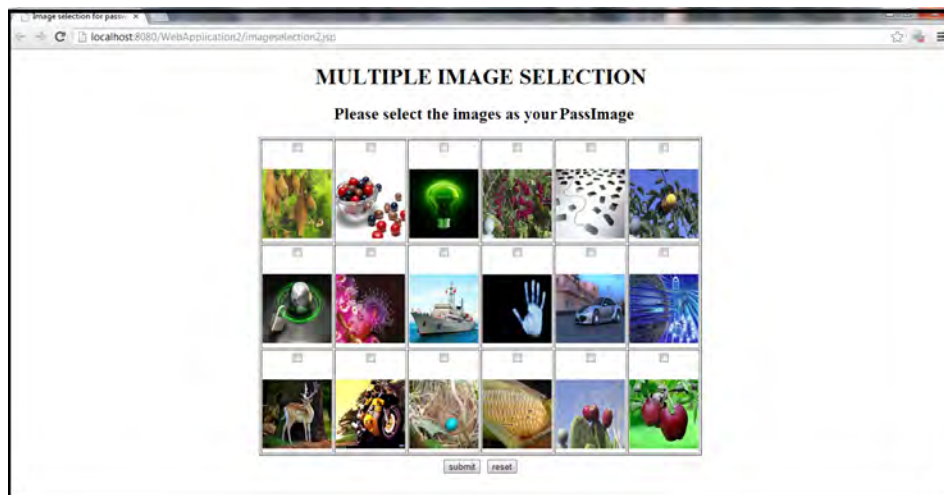 Image selection for passw
localhost:8080/WebApplication2/imageselection2.jsp
MULTIPLE IMAGE SELECTION
Please select the images as your PassImage
submit reset